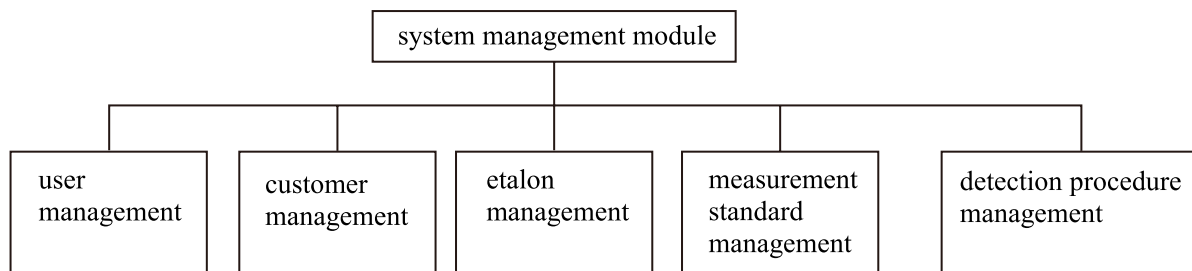 system management module
user
management
customer
management
etalon
management
measurement
standard
management
detection procedure
management